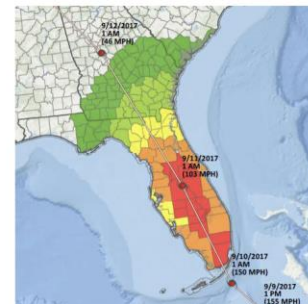 9/12/2017
1 AM
(46 MPH)
9/11/2017
1 AM
(103 MPH)
9/10/2017
1 AM
(150 MPH)
9/9/2017
1 PM
(155 MPH)